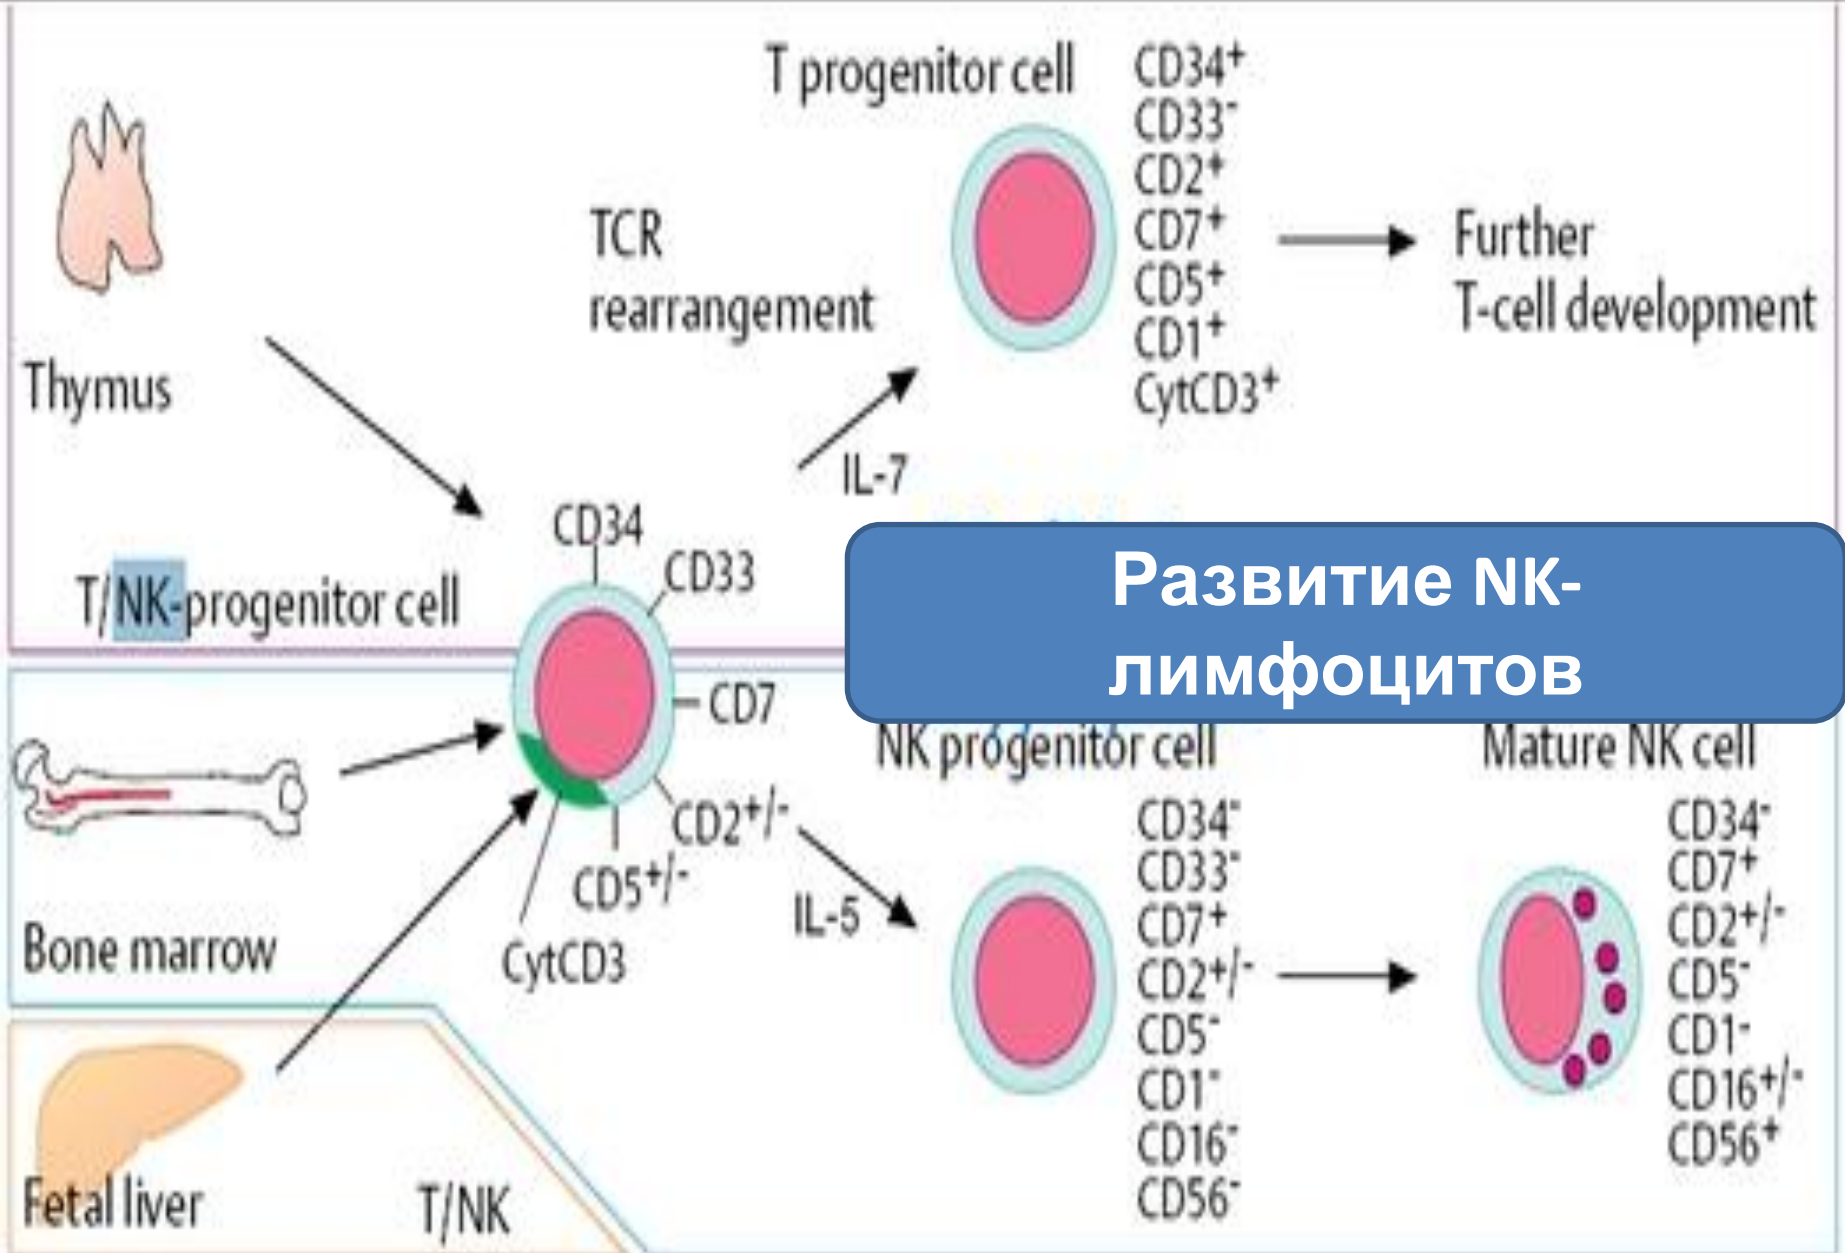 T progenitor cell
CD34⁺
CD33⁻
CD2⁺
CD7⁺
CD5⁺
CD1⁺
CytCD3⁺
TCR
rearrangement
Further
T-cell development
Thymus
IL-7
T/NK-progenitor cell
CD34
CD33
CD7
CD2⁺/⁻
CD5⁺/⁻
CytCD3
Развитие NK-
лимфоцитов
Bone marrow
IL-5
NK progenitor cell
CD34⁻
CD33⁻
CD7⁺
CD2⁺/⁻
CD5⁻
CD1⁻
CD16⁻
CD56⁻
Mature NK cell
CD34⁻
CD7⁺
CD2⁺/⁻
CD5⁻
CD1⁻
CD16⁺/⁻
CD56⁺
Fetal liver
T/NK